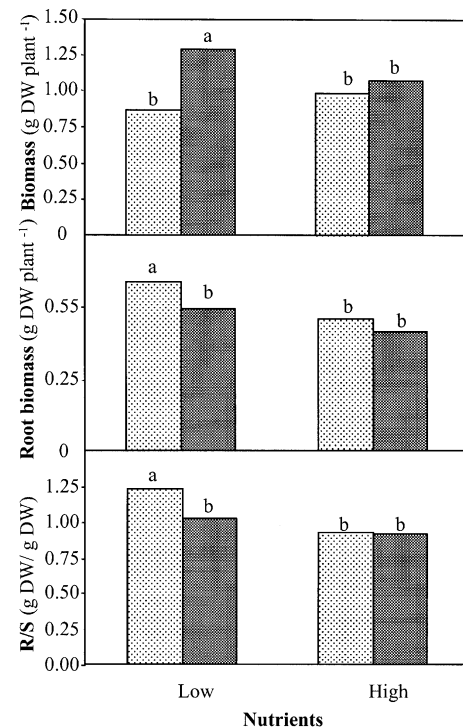 Biomass (g DW plant -1)
1.50
1.25
1.00
0.75
0.50
0.25
0
b
a
b
b
Root biomass (g DW plant -1)
0.55
0.25
0
a
b
b
b
R/S (g DW/ g DW)
1.25
1.00
0.75
0.50
0.25
0.00
a
b
b
b
Low
High
Nutrients